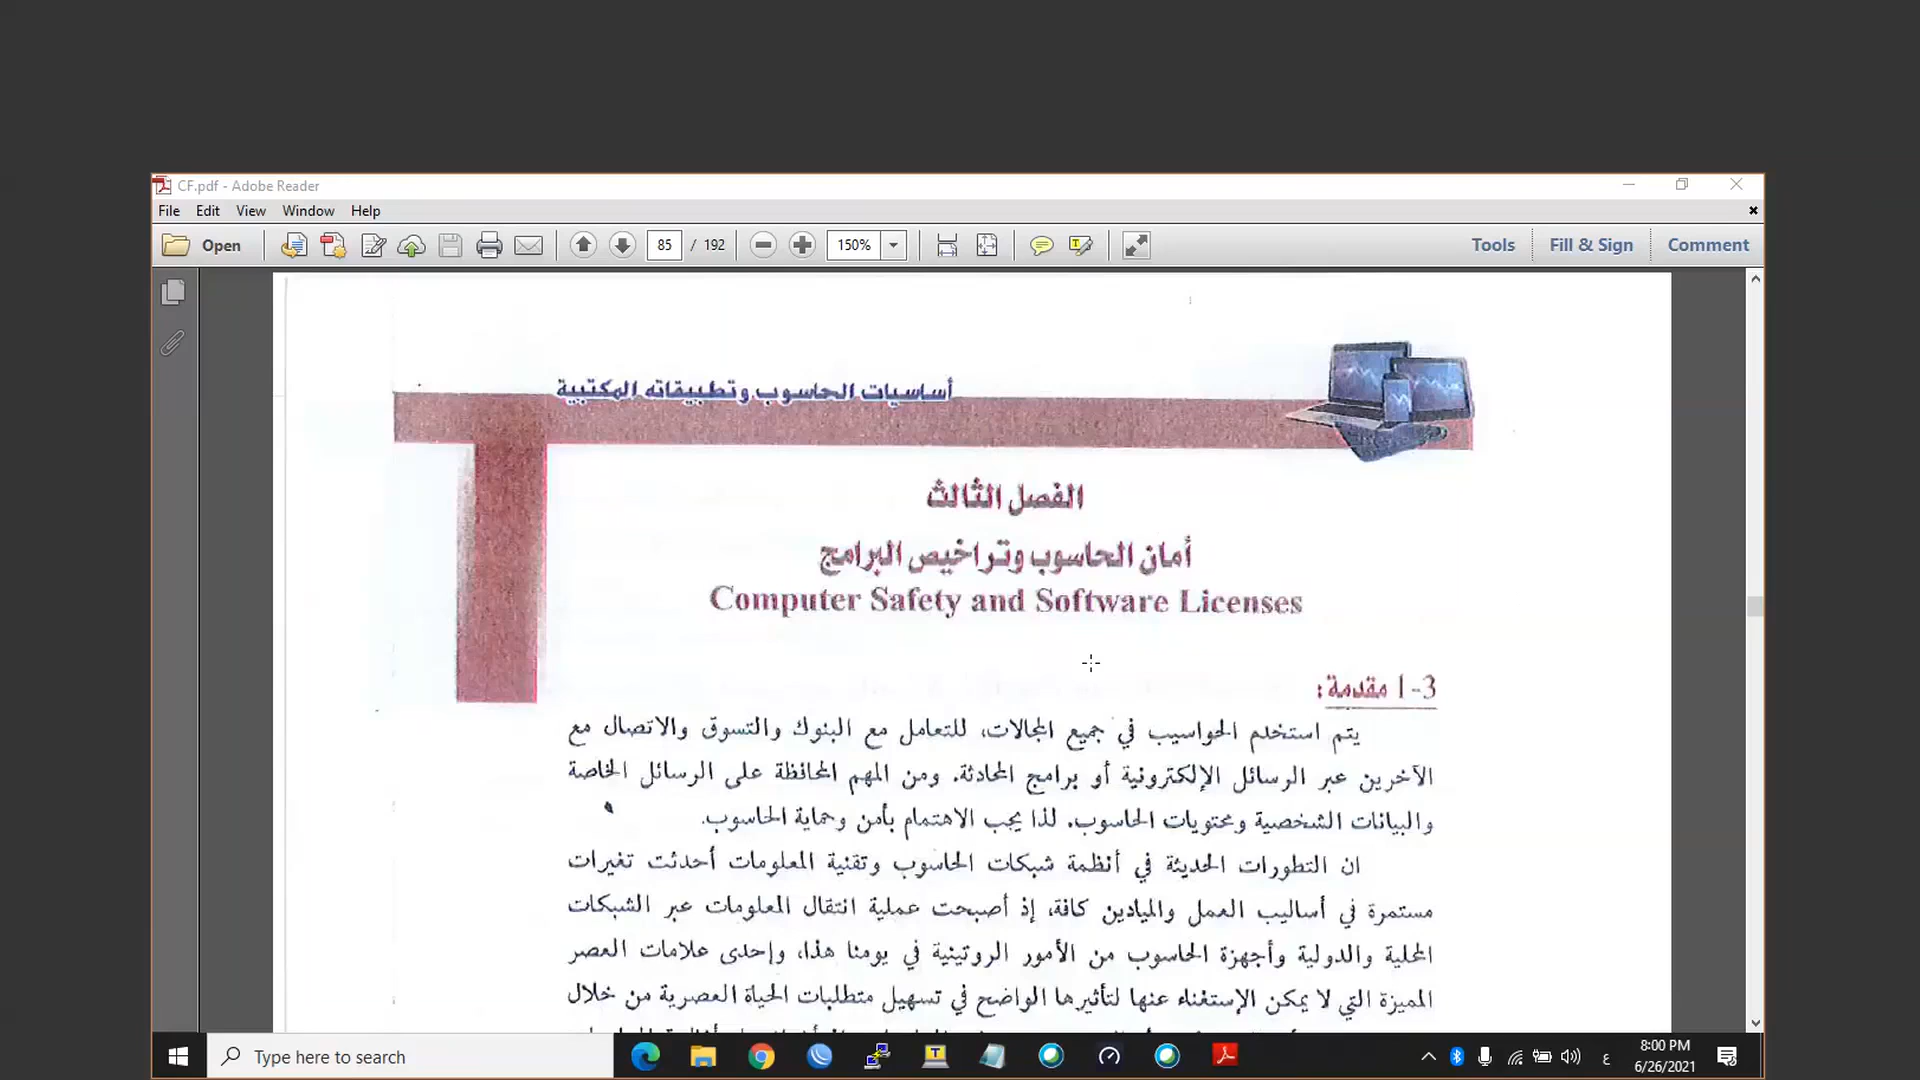 CF.pdf - Adobe Reader
File Edit View Window Help
Open 85 / 192 150% Tools Fill & Sign Comment
أساسيات الحاسوب وتطبيقاته المكتبية
الفصل الثالث
أمان الحاسوب وتراخيص البرامج
Computer Safety and Software Licenses
3-1 مقدمة:
يتم استخدام الحواسيب في جميع المجالات، للتعامل مع البنوك والتسوق والاتصال مع
الآخرين عبر الرسائل الإلكترونية أو برامج المحادثة. ومن المهم المحافظة على الرسائل الخاصة
والبيانات الشخصية ومحتويات الحاسوب. لذا يجب الاهتمام بأمن وحماية الحاسوب.
ان التطورات الحديثة في أنظمة شبكات الحاسوب وتقنية المعلومات أحدثت تغيرات
مستمرة في أساليب العمل والميادين كافة، إذ أصبحت عملية انتقال المعلومات عبر الشبكات
المحلية والدولية وأجهزة الحاسوب من الأمور الروتينية في يومنا هذا، وإحدى علامات العصر
المميزة التي لا يمكن الإستغناء عنها لتأثيرها الواضح في تسهيل متطلبات الحياة العصرية من خلال
Type here to search
ع
8:00 PM
6/26/2021